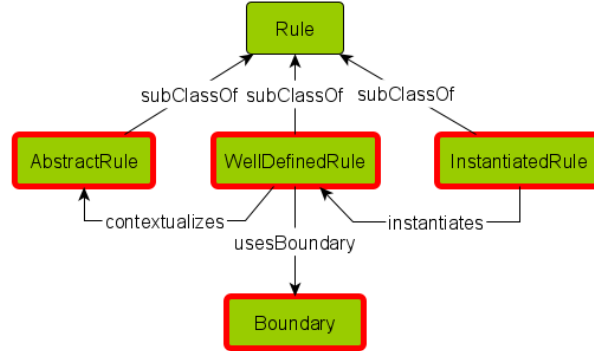 Rule
subClassOf subClassOf subClassOf
AbstractRule WellDefinedRule InstantiatedRule
contextualizes instantiates
usesBoundary
Boundary